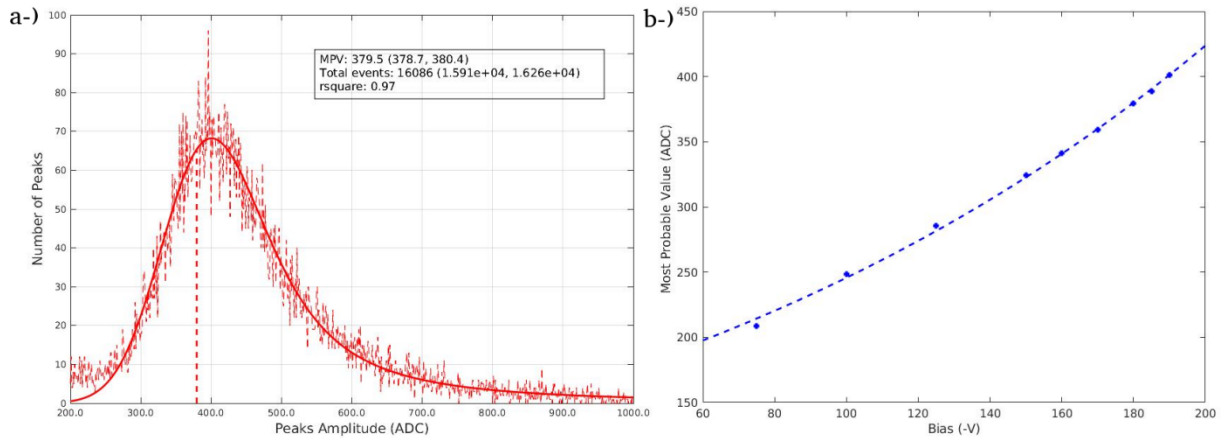 a-)
100
90
80
70
60
50
40
30
20
10
0
Number of Peaks
MPV: 379.5 (378.7, 380.4)
Total events: 16086 (1.591e+04, 1.626e+04)
rsquare: 0.97
200.0 300.0 400.0 500.0 600.0 700.0 800.0 900.0 1000.0
Peaks Amplitude (ADC)
b-)
450
400
350
300
250
200
150
Most Probable Value (ADC)
60 80 100 120 140 160 180 200
Bias (-V)